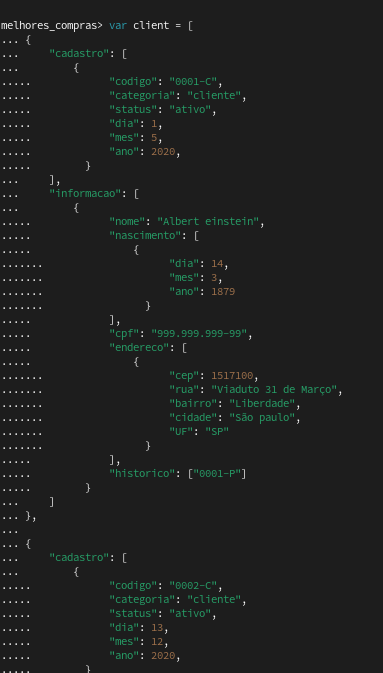 melhores_compras> var client = [
... {
...     "cadastro": [
...         {
.....             "codigo": "0001-C",
.....             "categoria": "cliente",
.....             "status": "ativo",
.....             "dia": 1,
.....             "mes": 5,
.....             "ano": 2020,
.....         }
...     ],
...     "informacao": [
...         {
.....             "nome": "Albert einstein",
.....             "nascimento": [
.....                 {
.......                       "dia": 14,
.......                       "mes": 3,
.......                       "ano": 1879
.......                   }
.....             ],
.....             "cpf": "999.999.999-99",
.....             "endereco": [
.....                 {
.......                       "cep": 1517100,
.......                       "rua": "Viaduto 31 de Março",
.......                       "bairro": "Liberdade",
.......                       "cidade": "São paulo",
.......                       "UF": "SP"
.......                   }
.....             ],
.....             "historico": ["0001-P"]
.....         }
...     ]
... },
...
... {
...     "cadastro": [
...         {
.....             "codigo": "0002-C",
.....             "categoria": "cliente",
.....             "status": "ativo",
.....             "dia": 13,
.....             "mes": 12,
.....             "ano": 2020,
.....         }